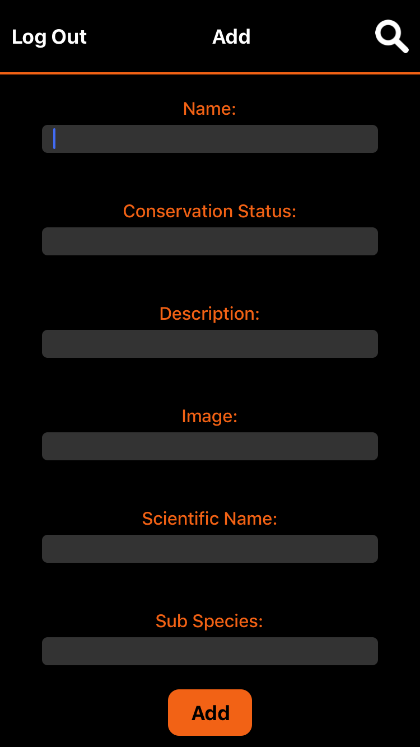 Log Out Add
Name:
Conservation Status:
Description:
Image:
Scientific Name:
Sub Species:
Add